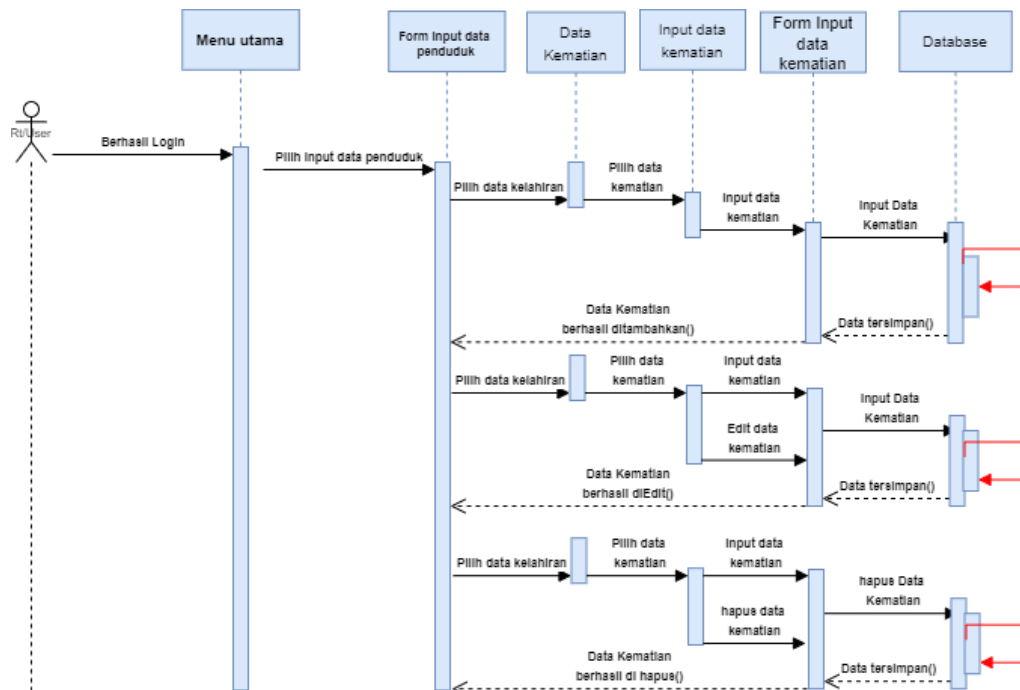 Menu utama
Form Input data
penduduk
Data
Kematian
Input data
kematian
Form Input
data
kematian
Database
Rt/User
Berhasil Login
Pilih Input data penduduk
Pilih data kelahiran
Pilih data
kematian
Input data
kematian
Input Data
Kematian
Data Kematian
berhasil ditambahkan()
Data tersimpan()
Pilih data kelahiran
Pilih data
kematian
Input data
kematian
Input Data
Kematian
Edit data
kematian
Data Kematian
berhasil diEdit()
Data tersimpan()
Pilih data kelahiran
Pilih data
kematian
Input data
kematian
hapus Data
Kematian
hapus data
kematian
Data Kematian
berhasil di hapus()
Data tersimpan()